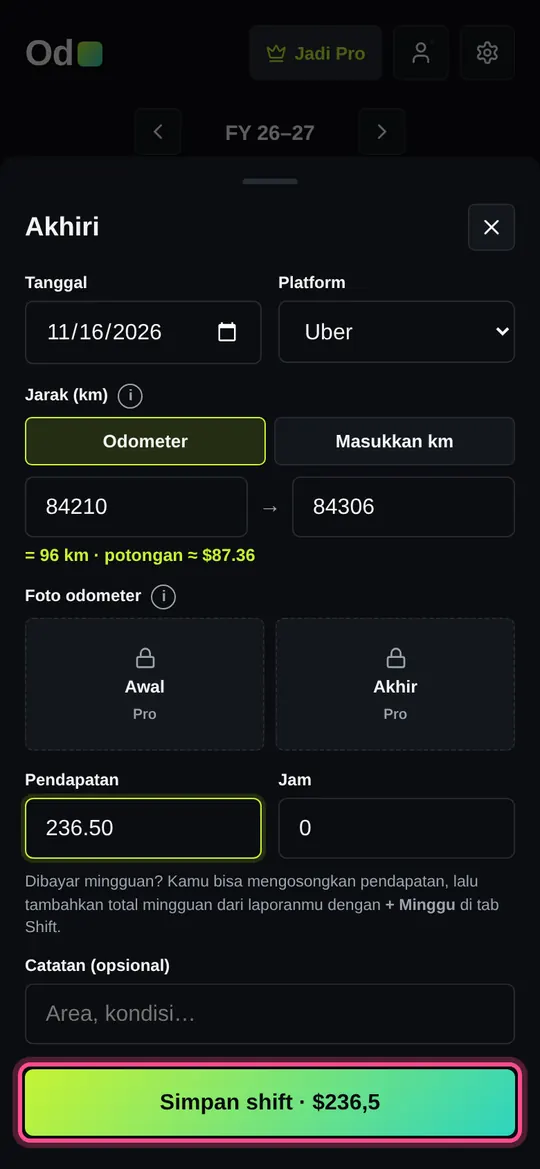 Od
Jadi Pro
FY 26–27
Akhiri
Tanggal
Platform
11/16/2026
Uber
Jarak (km)
i
Odometer
Masukkan km
84210
→
84306
= 96 km · potongan ≈ $87.36
Foto odometer
i
Awal
Pro
Akhir
Pro
Pendapatan
Jam
236.50
0
Dibayar mingguan? Kamu bisa mengosongkan pendapatan, lalu
tambahkan total mingguan dari laporanmu dengan + Minggu di tab
Shift.
Catatan (opsional)
Area, kondisi…
Simpan shift · $236,5